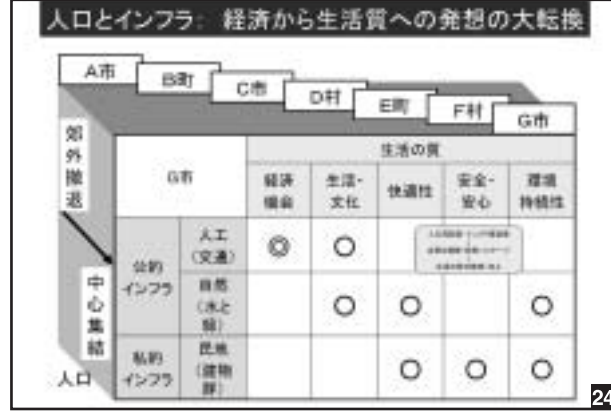 人口とインフラ: 経済から生活質への発想の大転換
A市
B町
C市
D村
E町
F村
G市
郊外撤退
中心集結
人口
G市
生活の質
経済
機会
生活・
文化
快適性
安全・
安心
環境
持続性
公的
インフラ
人工
(交通)
◎
○
自然
(水と
緑)
○
○
○
私的
インフラ
民地
(建物
群)
○
○
○
24